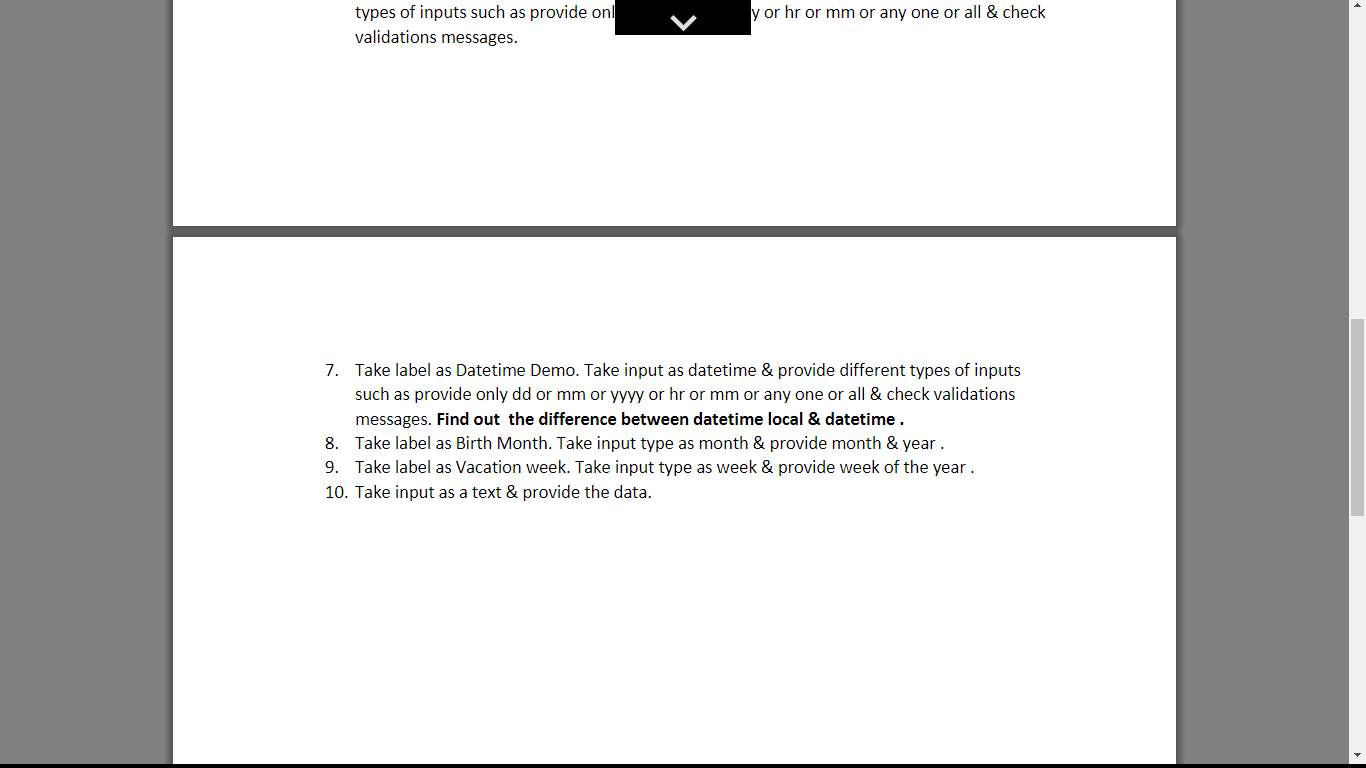 types of inputs such as provide onl y or hr or mm or any one or all & check
validations messages.
7. Take label as Datetime Demo. Take input as datetime & provide different types of inputs
such as provide only dd or mm or yyyy or hr or mm or any one or all & check validations
messages. Find out the difference between datetime local & datetime .
8. Take label as Birth Month. Take input type as month & provide month & year .
9. Take label as Vacation week. Take input type as week & provide week of the year .
10. Take input as a text & provide the data.